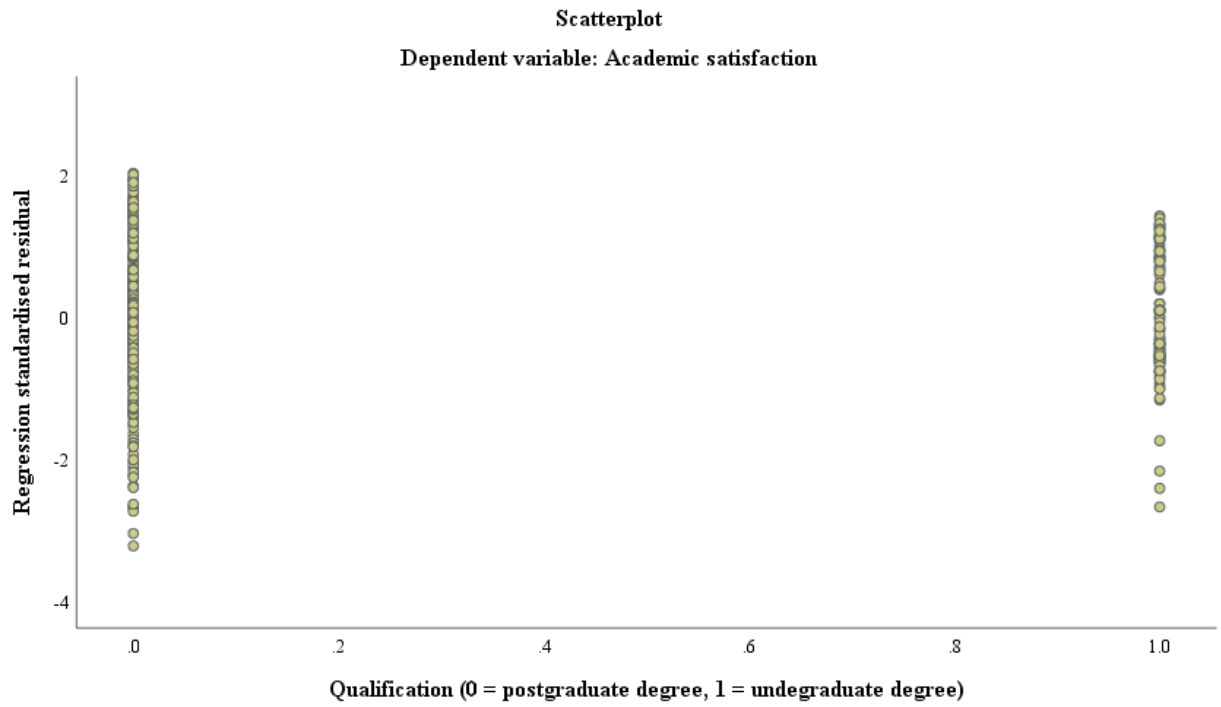 Scatterplot
Dependent variable: Academic satisfaction
Regression standardised residual
2
0
-2
-4
.0 .2 .4 .6 .8 1.0
Qualification (0 = postgraduate degree, 1 = undegraduate degree)